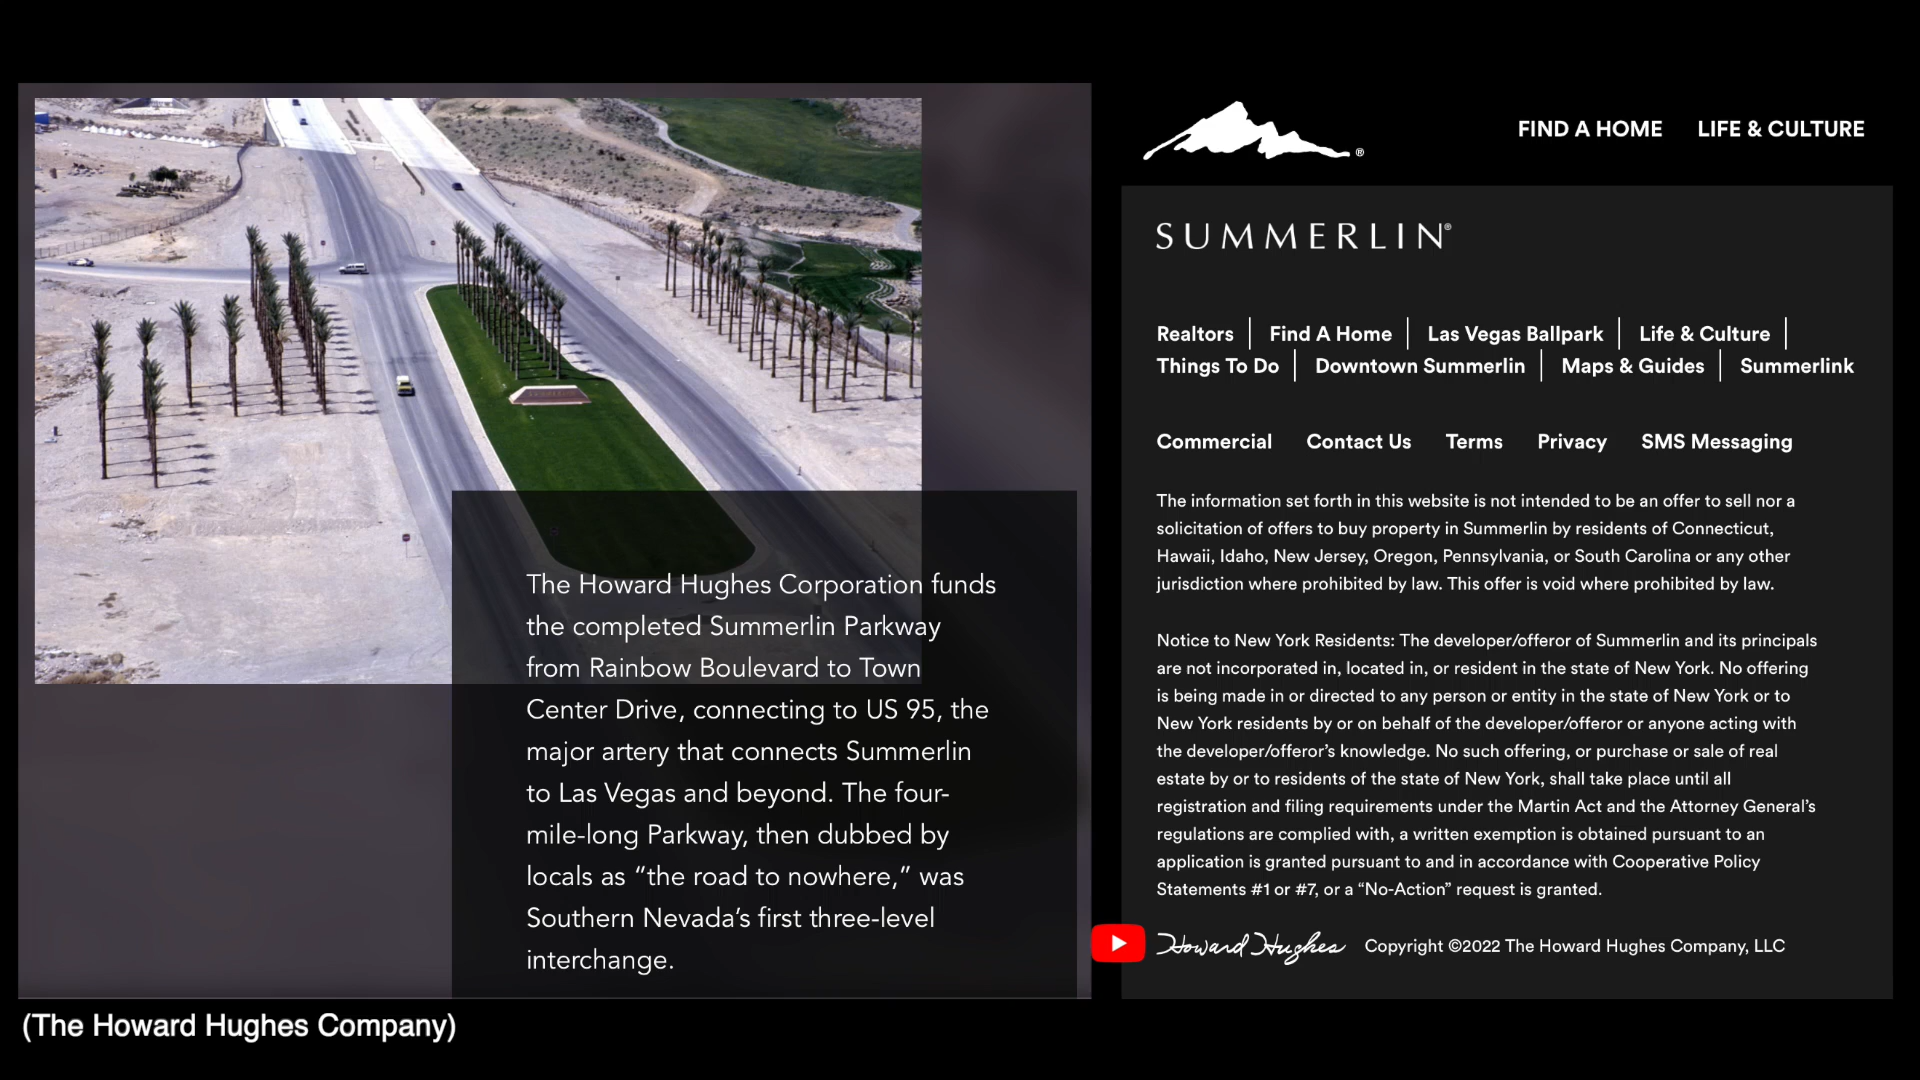 The Howard Hughes Corporation funds
the completed Summerlin Parkway
from Rainbow Boulevard to Town
Center Drive, connecting to US 95, the
major artery that connects Summerlin
to Las Vegas and beyond. The four-
mile-long Parkway, then dubbed by
locals as “the road to nowhere,” was
Southern Nevada’s first three-level
interchange.
(The Howard Hughes Company)
®
FIND A HOME LIFE & CULTURE
SUMMERLIN®
Realtors | Find A Home | Las Vegas Ballpark | Life & Culture |
Things To Do | Downtown Summerlin | Maps & Guides | Summerlink
Commercial Contact Us Terms Privacy SMS Messaging
The information set forth in this website is not intended to be an offer to sell nor a
solicitation of offers to buy property in Summerlin by residents of Connecticut,
Hawaii, Idaho, New Jersey, Oregon, Pennsylvania, or South Carolina or any other
jurisdiction where prohibited by law. This offer is void where prohibited by law.
Notice to New York Residents: The developer/offeror of Summerlin and its principals
are not incorporated in, located in, or resident in the state of New York. No offering
is being made in or directed to any person or entity in the state of New York or to
New York residents by or on behalf of the developer/offeror or anyone acting with
the developer/offeror’s knowledge. No such offering, or purchase or sale of real
estate by or to residents of the state of New York, shall take place until all
registration and filing requirements under the Martin Act and the Attorney General’s
regulations are complied with, a written exemption is obtained pursuant to an
application is granted pursuant to and in accordance with Cooperative Policy
Statements #1 or #7, or a “No-Action” request is granted.
Howard Hughes Copyright ©2022 The Howard Hughes Company, LLC